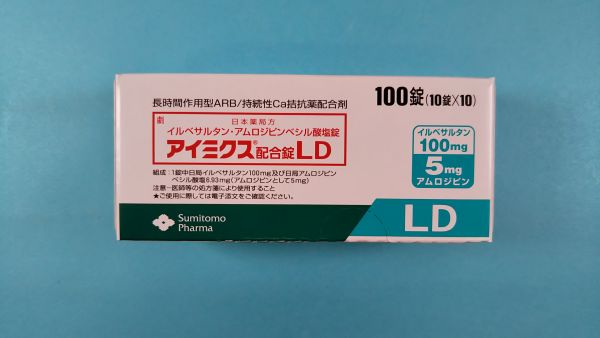 長時間作用型ARB/持続性Ca拮抗薬配合剤
100錠(10錠×10)
劇
日本薬局方
イルベサルタン・アムロジピンベシル酸塩錠
アイミクス®配合錠LD
組成:1錠中日局イルベサルタン100mg及び日局アムロジピン
ベシル酸塩6.93mg(アムロジピンとして5mg)
注意-医師等の処方箋により使用すること
★ご使用に際しては電子添文をご確認ください。
イルベサルタン
100mg
5mg
アムロジピン
Sumitomo
Pharma
LD